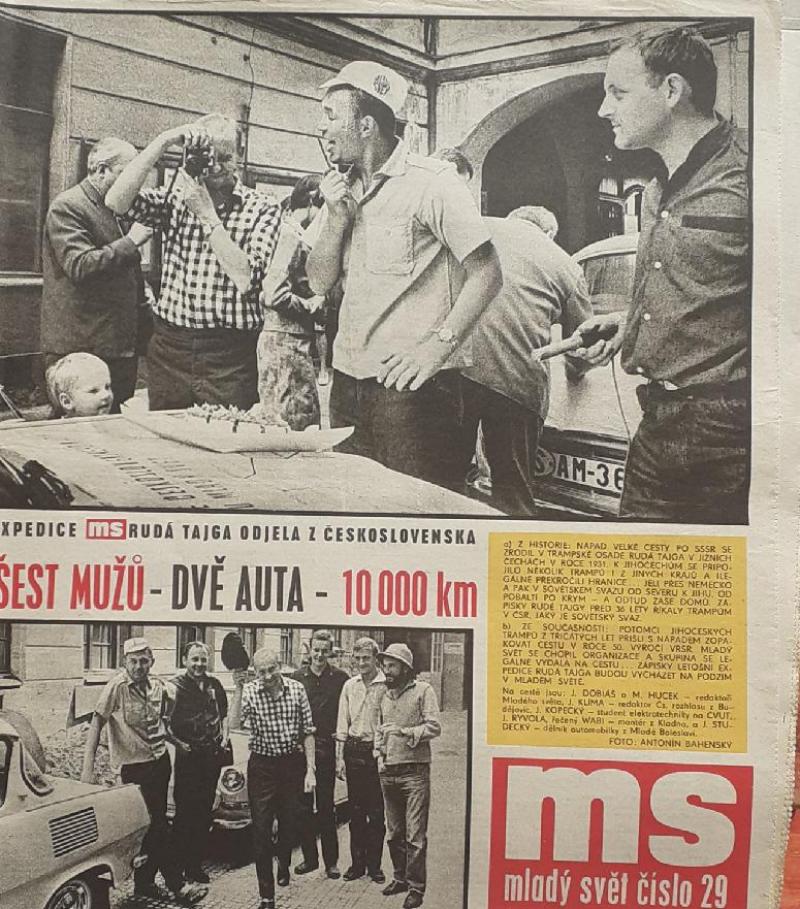 AM-36
XPEDICE ms RUDÁ TAJGA ODJELA Z ČESKOSLOVENSKA
ŠEST MUŽŮ - DVĚ AUTA - 10 000 km
a) Z HISTORIE: NÁPAD VELKÉ CESTY PO SSSR SE
ZRODIL V TRAMPSKÉ OSADĚ RUDÁ TAJGA V JIŽNÍCH
ČECHÁCH V ROCE 1931. K JIHOČECHŮM SE PŘIPO-
JILO NĚKOLIK TRAMPŮ I Z JINÝCH KRAJŮ A ILE-
GÁLNĚ PŘEKROČILI HRANICE... JELI PŘES NĚMECKO
A PAK V SOVĚTSKÉM SVAZU OD SEVERU K JIHU, OD
POBALTÍ PO KRYM — A ODTUD ZASE DOMŮ. ZÁ-
PISKY RUDÉ TAJGY PŘED 36 LETY ŘÍKALY TRAMPŮM
V ČSR, JAKÝ JE SOVĚTSKÝ SVAZ.
b) ZE SOUČASNOSTI: POTOMCI JIHOČESKÝCH
TRAMPŮ Z TŘICÁTÝCH LET PŘIŠLI S NÁPADEM ZOPA-
KOVAT CESTU V ROCE 50. VÝROČÍ VŘSR. MLADÝ
SVĚT SE CHOPIL ORGANIZACE A SKUPINA SE LE-
GÁLNĚ VYDALA NA CESTU... ZÁPISKY LETOŠNÍ EX-
PEDICE RUDÁ TAJGA BUDOU VYCHÁZET NA PODZIM
V MLADÉM SVĚTĚ.
Na cestě jsou: J. DOBIÁŠ a M. HUCEK — redaktoři
Mladého světa, J. KLIMA — redaktor Čs. rozhlasu z Bu-
dějovic, J. KOPECKÝ — student elektrotechniky na ČVUT,
J. RYVOLA, řečený WABI — montér z Kladna, a J. STU-
DECKÝ — dělník automobilky z Mladé Boleslavi.
FOTO: ANTONÍN BAHENSKÝ
ms
mladý svět číslo 29